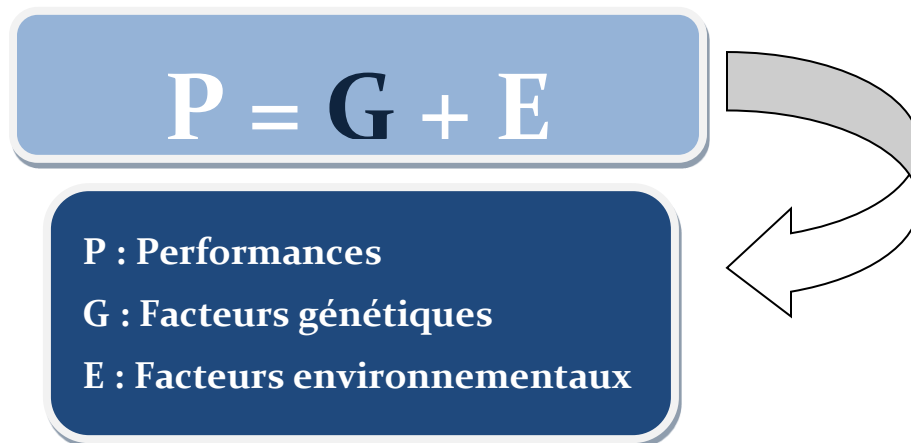 P = G + E
P : Performances
G : Facteurs génétiques
E : Facteurs environnementaux